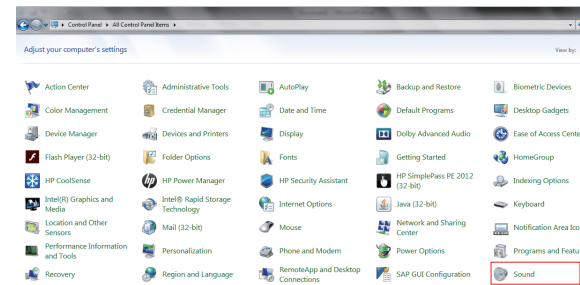 Control Panel ▸ All Control Panel Items ▸
Adjust your computer's settings
View by:
Action Center
Administrative Tools
AutoPlay
Backup and Restore
Biometric Devices
Color Management
Credential Manager
Date and Time
Default Programs
Desktop Gadgets
Device Manager
Devices and Printers
Display
Dolby Advanced Audio
Ease of Access Cente
Flash Player (32-bit)
Folder Options
Fonts
Getting Started
HomeGroup
HP CoolSense
HP Power Manager
HP Security Assistant
HP SimplePass PE 2012
(32-bit)
Indexing Options
Intel(R) Graphics and
Media
Intel® Rapid Storage
Technology
Internet Options
Java (32-bit)
Keyboard
Location and Other
Sensors
Mail (32-bit)
Mouse
Network and Sharing
Center
Notification Area Ico
Performance Information
and Tools
Personalization
Phone and Modem
Power Options
Programs and Featu
Recovery
Region and Language
RemoteApp and Desktop
Connections
SAP GUI Configuration
Sound